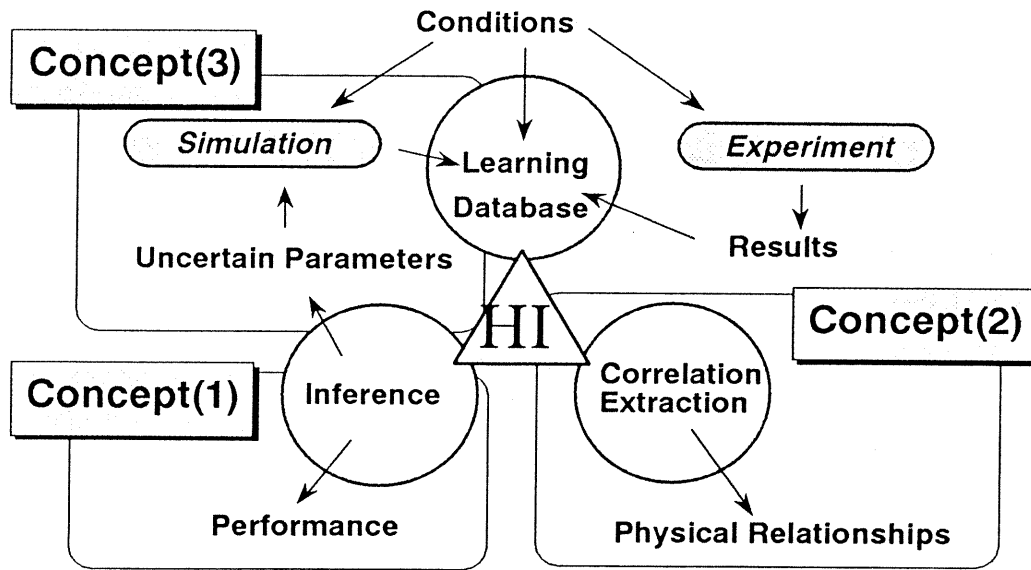 Conditions
Concept(3)
Simulation
Learning
Database
Experiment
Uncertain Parameters
Results
HI
Concept(2)
Concept(1)
Inference
Correlation
Extraction
Performance
Physical Relationships